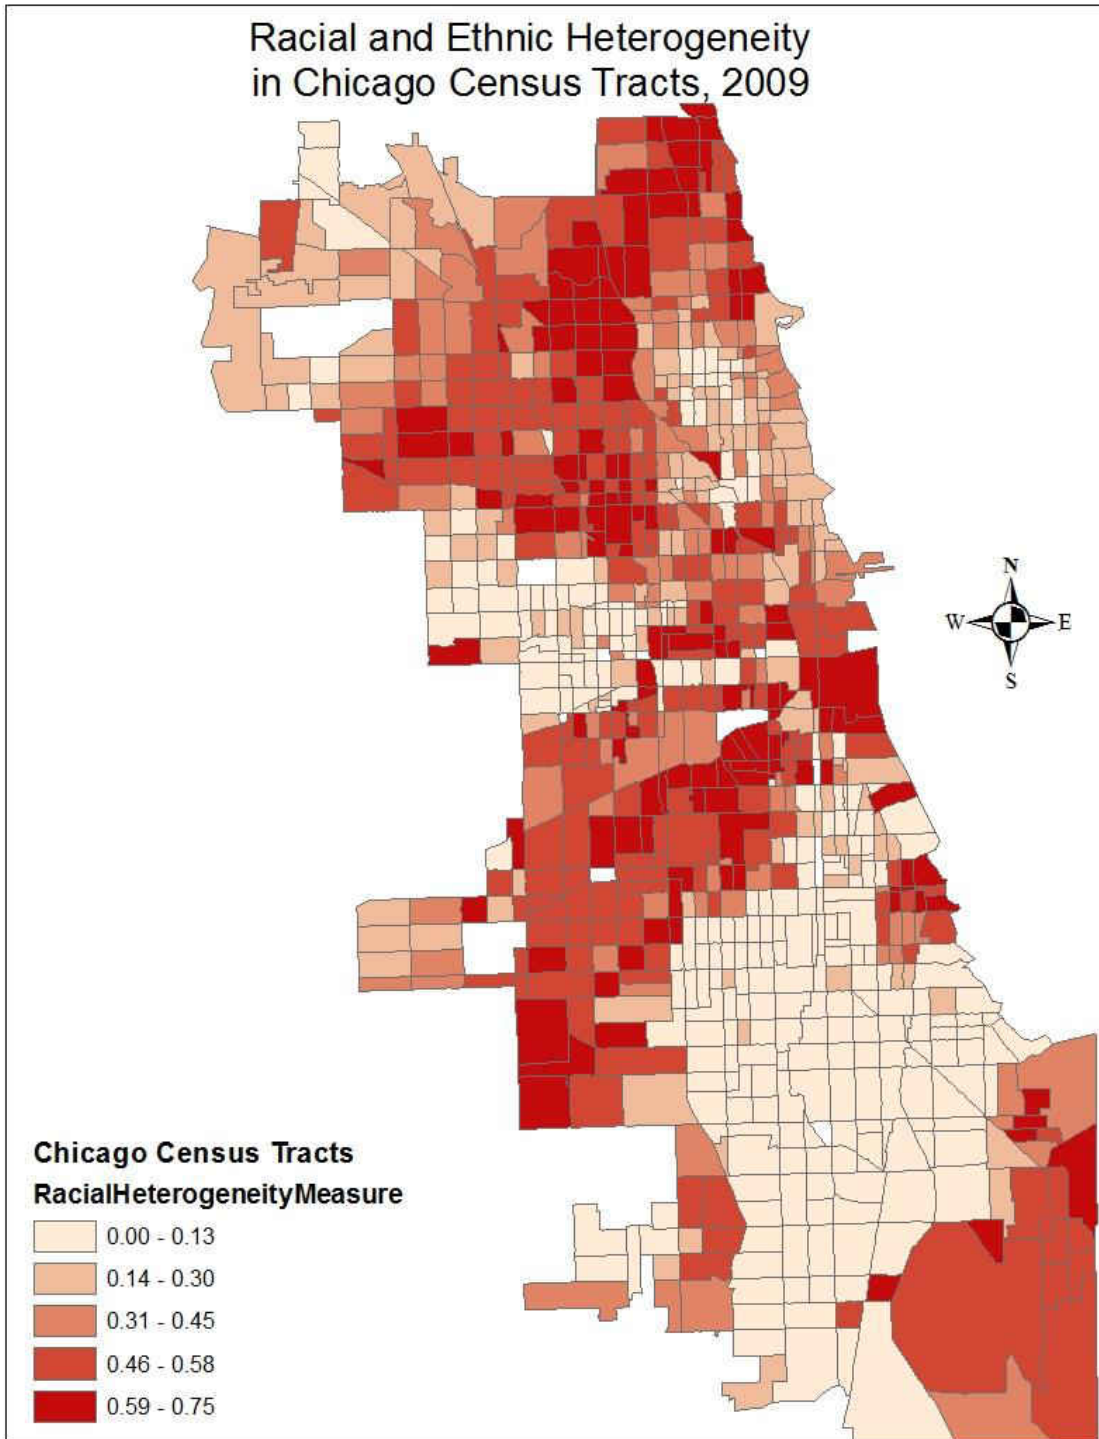 Racial and Ethnic Heterogeneity
in Chicago Census Tracts, 2009
N
W E
S
Chicago Census Tracts
RacialHeterogeneityMeasure
0.00 - 0.13
0.14 - 0.30
0.31 - 0.45
0.46 - 0.58
0.59 - 0.75